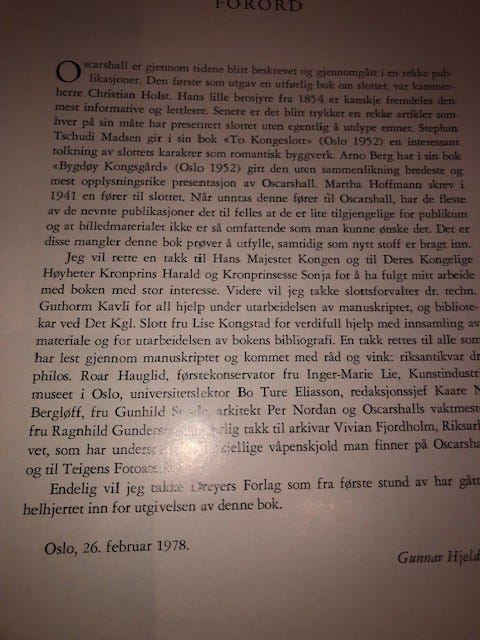 FORORD
Oscarshall er gjennom tidene blitt beskrevet og gjennomgått i en rekke pub-
likasjoner. Den første som utgav en utførlig bok om slottet, var kammer-
herre Christian Holst. Hans lille brosjyre fra 1854 er kanskje fremdeles den
mest informative og lettleste. Senere er det blitt trykket en rekke artikler som
hver på sin måte har presentert slottet uten egentlig å utdype emnet. Stephan
Tschudi Madsen gir i sin bok «To Kongeslott» (Oslo 1952) en interessant
tolkning av slottets karakter som romantisk byggverk. Arno Berg har i sin bok
«Bygdøy Kongsgård» (Oslo 1952) gitt den uten sammenlikning bredeste og
mest opplysningsrike presentasjon av Oscarshall. Martha Hoffmann skrev i
1941 en fører til slottet. Når unntas denne fører til Oscarshall, har de fleste
av de nevnte publikasjoner det til felles at de er lite tilgjengelige for publikum
og at billedmaterialet ikke er så omfattende som man kunne ønske det. Det er
disse mangler denne bok prøver å utfylle, samtidig som nytt stoff er bragt inn.
Jeg vil rette en takk til Hans Majestet Kongen og til Deres Kongelige
Høyheter Kronprins Harald og Kronprinsesse Sonja for å ha fulgt mitt arbeide
med boken med stor interesse. Videre vil jeg takke slottsforvalter dr. techn.
Guthorm Kavli for all hjelp under utarbeidelsen av manuskriptet, og bibliote-
kar ved Det Kgl. Slott fru Lise Kongstad for verdifull hjelp med innsamling av
materiale og for utarbeidelsen av bokens bibliografi. En takk rettes til alle som
har lest gjennom manuskriptet og kommet med råd og vink: riksantikvar dr.
philos. Roar Hauglid, førstekonservator fru Inger-Marie Lie, Kunstindustri
museet i Oslo, universitetslektor Bo Ture Eliasson, redaksjonssjef Kaare N
Bergløff, fru Gunhild arkitekt Per Nordan og Oscarshalls vaktmest
fru Ragnhild takk til arkivar Vivian Fjordholm, Riksark
vet, som har våpenskjold man finner på Oscarsha
og til Teigens
Endelig vil jeg takke Dreyers Forlag som fra første stund av har gått
helhjertet inn for utgivelsen av denne bok.
Oslo, 26. februar 1978.
Gunnar Hjeld